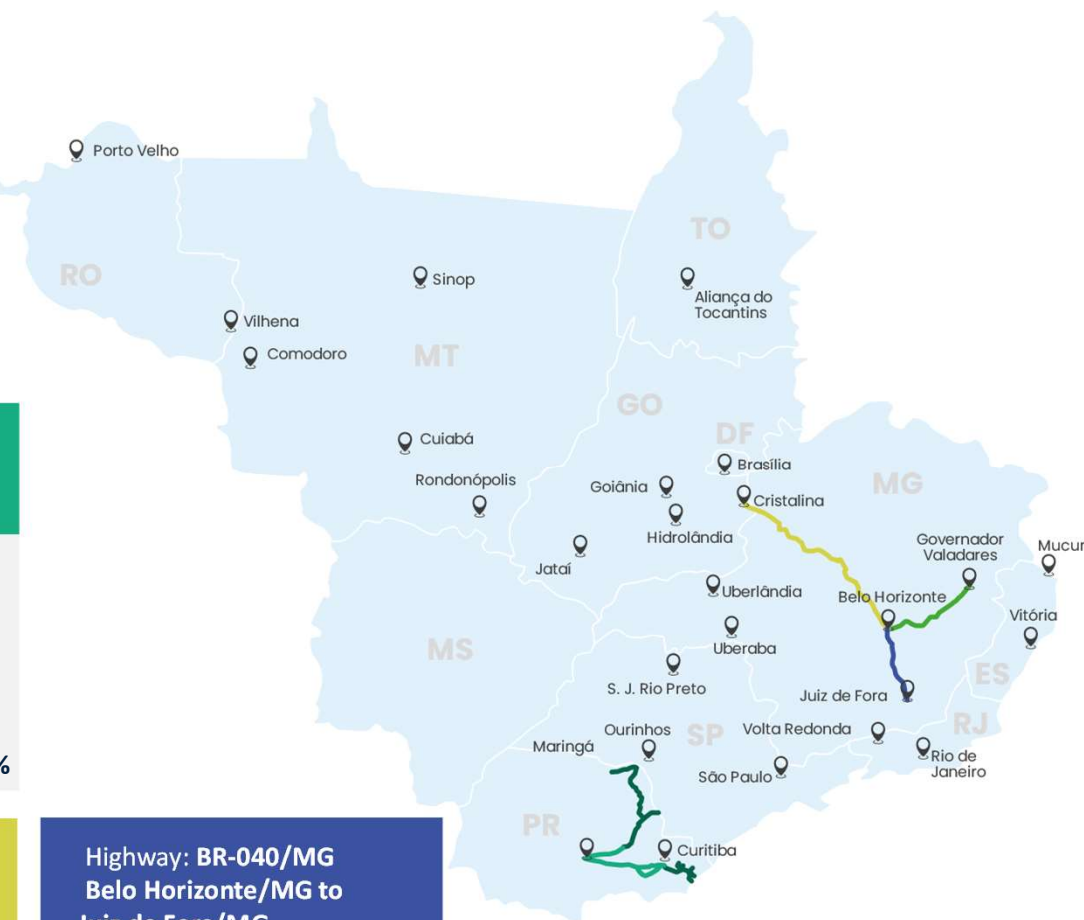 Porto Velho
RO
Sinop
TO
Aliança do
Tocantins
Vilhena
Comodoro
MT
GO
DF
Cuiabá
Brasília
Rondonópolis
Goiânia
Cristalina
MG
Hidrolândia
Governador
Valadares
Jataí
Uberlândia
Belo Horizonte
Vitória
MS
Uberaba
ES
S. J. Rio Preto
Juiz de Fora
RJ
Ourinhos
SP
Volta Redonda
Maringá
São Paulo
Rio de
Janeiro
%
PR
Curitiba
Highway: BR-040/MG
Belo Horizonte/MG to